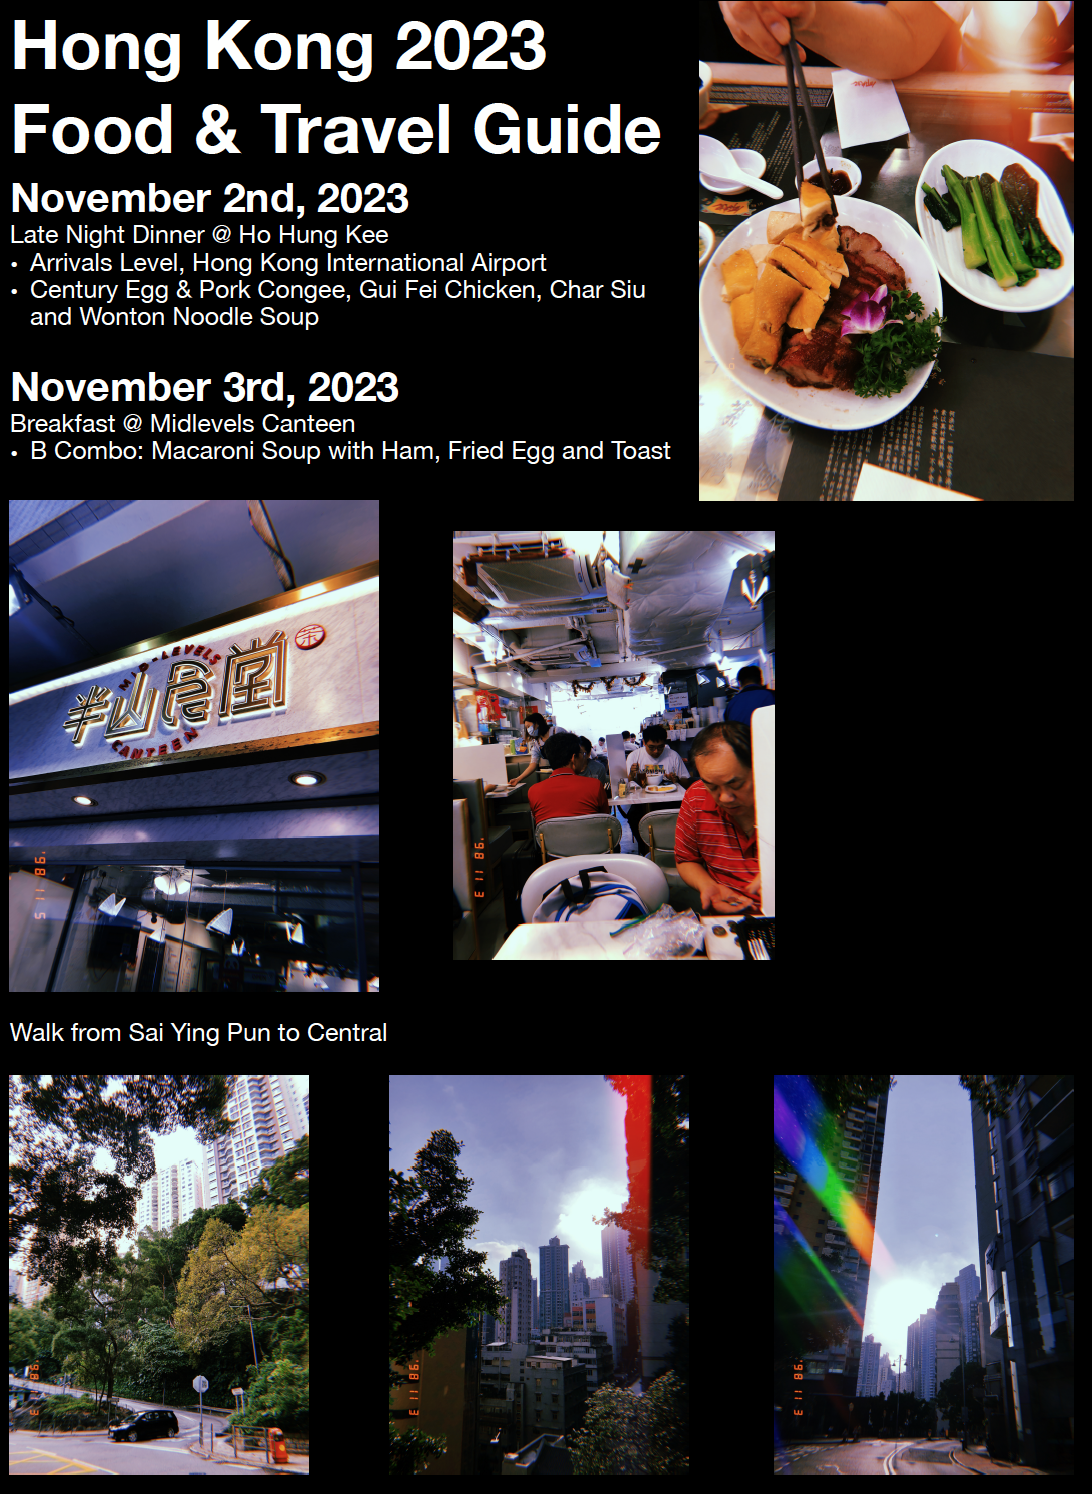 Hong Kong 2023
Food & Travel Guide
November 2nd, 2023
Late Night Dinner @ Ho Hung Kee
• Arrivals Level, Hong Kong International Airport
• Century Egg & Pork Congee, Gui Fei Chicken, Char Siu
and Wonton Noodle Soup
November 3rd, 2023
Breakfast @ Midlevels Canteen
• B Combo: Macaroni Soup with Ham, Fried Egg and Toast
MID-LEVELS
半山食堂
茶
CANTEEN
'98 11 5
'98 11 3
Walk from Sai Ying Pun to Central
'98 11 3
'98 11 3
'98 11 3